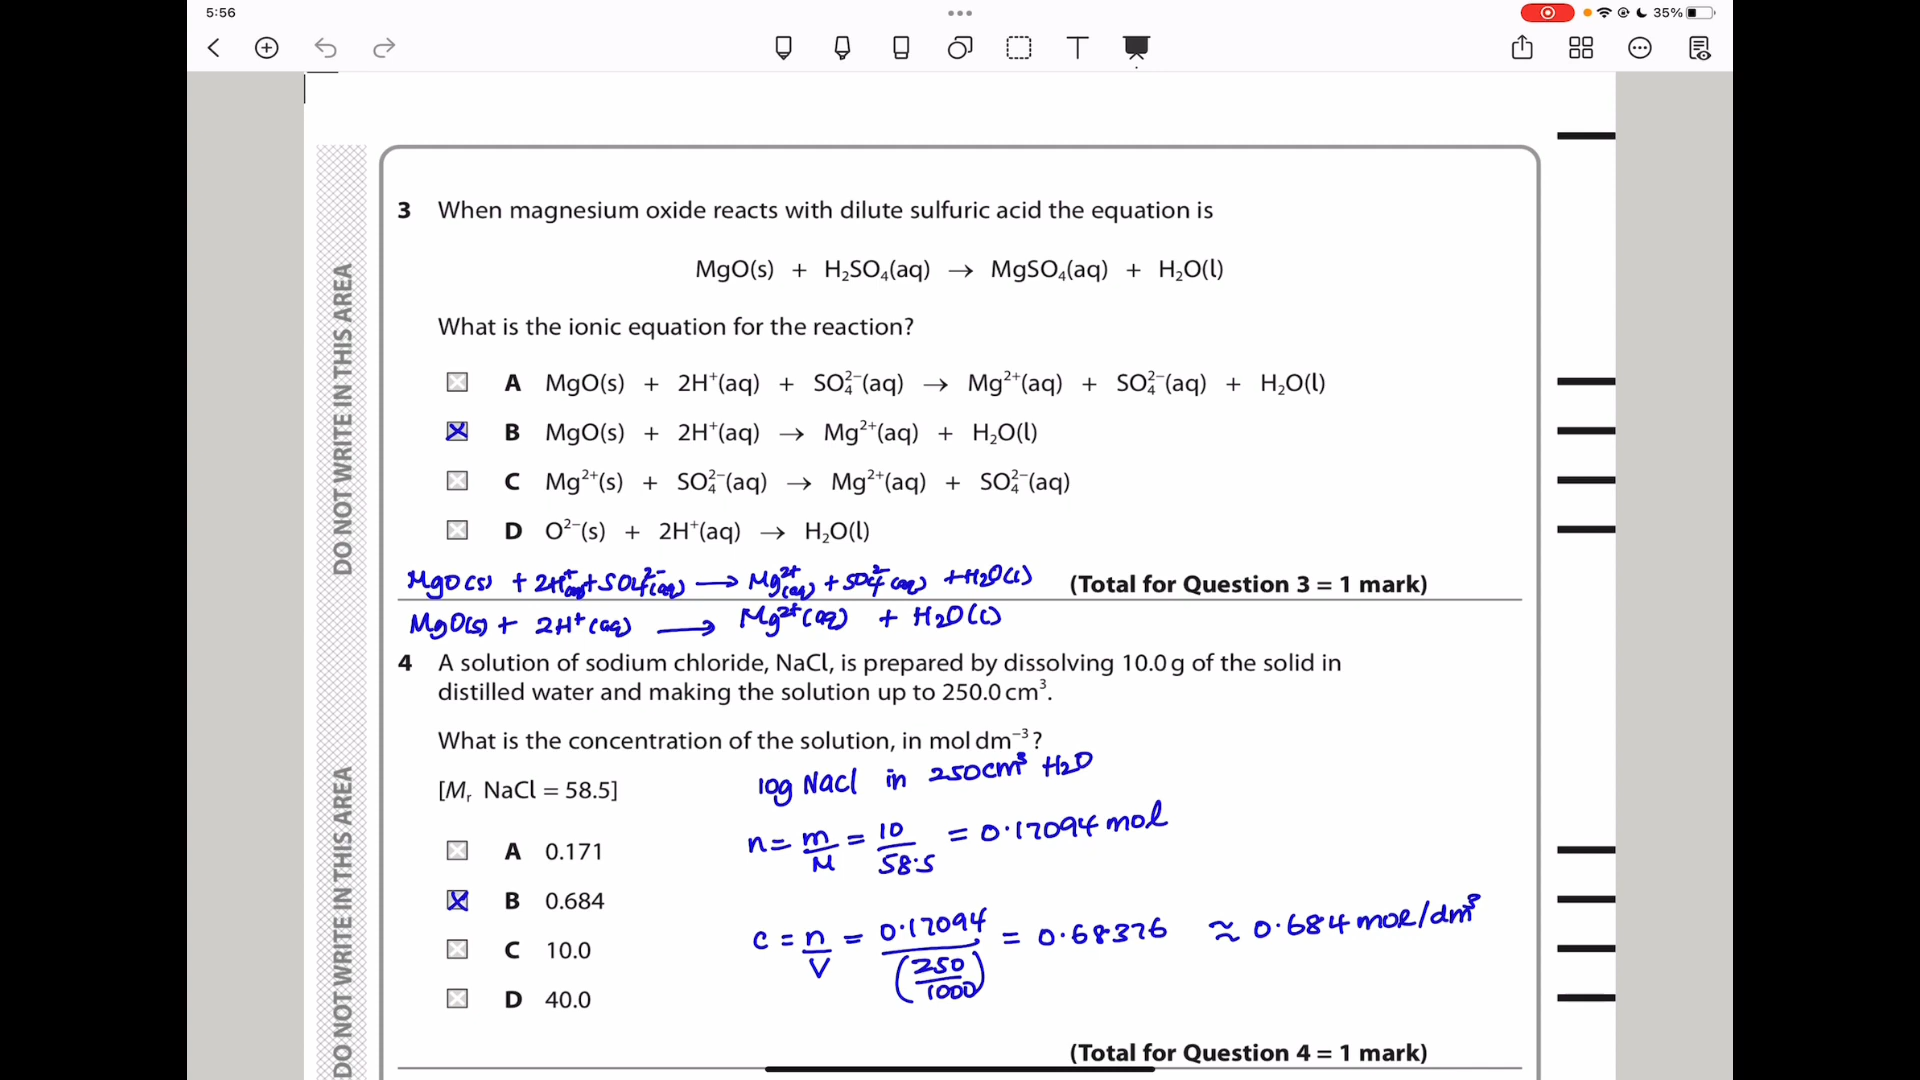 5:56
35%
3 When magnesium oxide reacts with dilute sulfuric acid the equation is
MgO(s) + H₂SO₄(aq) → MgSO₄(aq) + H₂O(l)
What is the ionic equation for the reaction?
A MgO(s) + 2H⁺(aq) + SO₄²⁻(aq) → Mg²⁺(aq) + SO₄²⁻(aq) + H₂O(l)
B MgO(s) + 2H⁺(aq) → Mg²⁺(aq) + H₂O(l)
C Mg²⁺(s) + SO₄²⁻(aq) → Mg²⁺(aq) + SO₄²⁻(aq)
D O²⁻(s) + 2H⁺(aq) → H₂O(l)
MgO(s) + 2H⁺(aq) + SO₄²⁻(aq) → Mg²⁺(aq) + SO₄²⁻(aq) + H₂O(l)
(Total for Question 3 = 1 mark)
MgO(s) + 2H⁺(aq) → Mg²⁺(aq) + H₂O(l)
4 A solution of sodium chloride, NaCl, is prepared by dissolving 10.0 g of the solid in
distilled water and making the solution up to 250.0 cm³.
What is the concentration of the solution, in mol dm⁻³?
10g NaCl in 250cm³ H₂O
[Mᵣ NaCl = 58.5]
n = m/M = 10/58.5 = 0.17094 mol
A 0.171
B 0.684
c = n/V = 0.17094/(250/1000) = 0.68376 ≈ 0.684 mol/dm³
C 10.0
D 40.0
(Total for Question 4 = 1 mark)
DO NOT WRITE IN THIS AREA
DO NOT WRITE IN THIS AREA